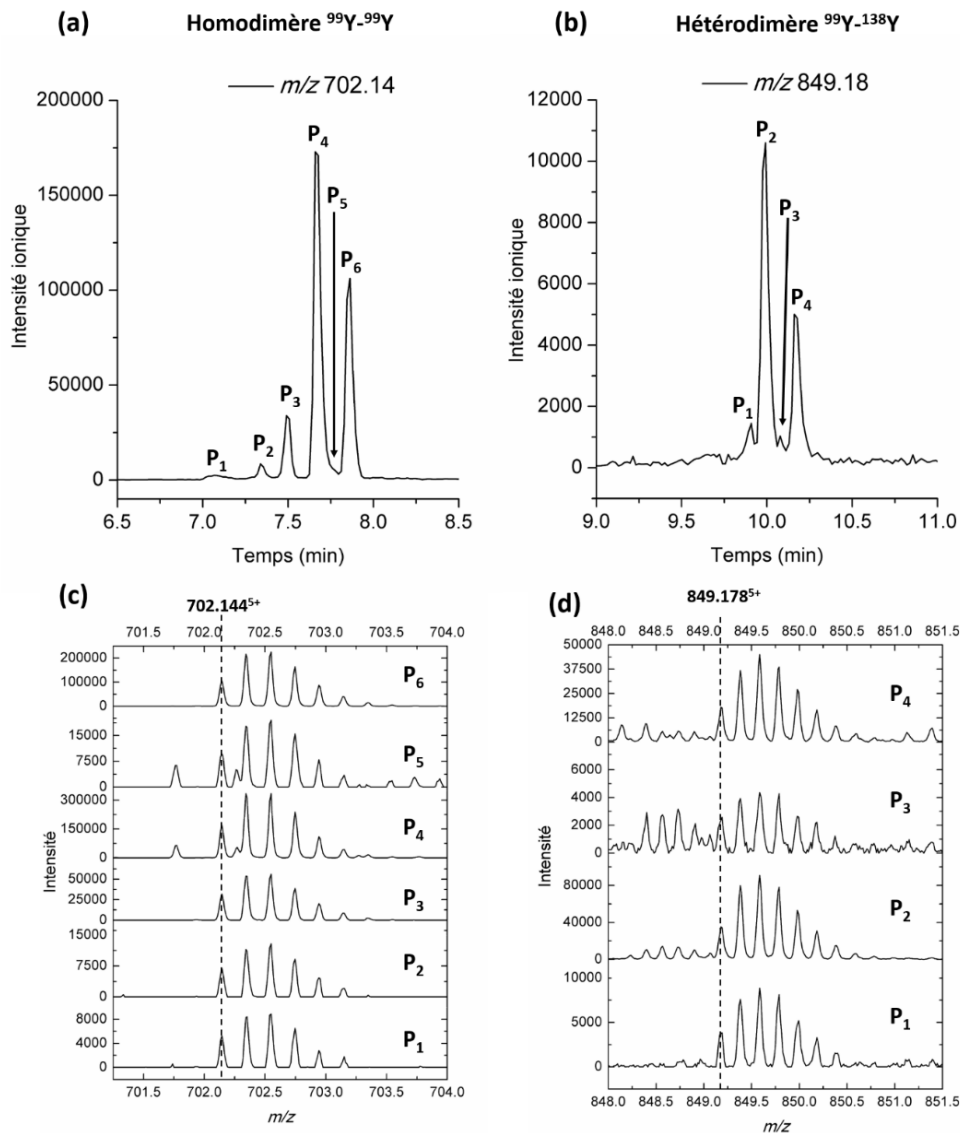 (a) Homodimère ⁹⁹Y-⁹⁹Y
m/z 702.14
200000
150000
100000
50000
0
P₁
P₂
P₃
P₄
P₅
P₆
Intensité ionique
6.5 7.0 7.5 8.0 8.5
Temps (min)
(b) Hétérodimère ⁹⁹Y-¹³⁸Y
m/z 849.18
12000
10000
8000
6000
4000
2000
0
P₁
P₂
P₃
P₄
Intensité ionique
9.0 9.5 10.0 10.5 11.0
Temps (min)
(c)
702.144⁵⁺
701.5 702.0 702.5 703.0 703.5 704.0
200000
100000
0
P₆
15000
7500
0
P₅
300000
150000
0
P₄
50000
25000
0
P₃
15000
7500
0
P₂
8000
4000
0
P₁
Intensité
701.5 702.0 702.5 703.0 703.5 704.0
m/z
(d)
849.178⁵⁺
848.0 848.5 849.0 849.5 850.0 850.5 851.0 851.5
50000
37500
25000
12500
0
P₄
6000
4000
2000
0
P₃
80000
40000
0
P₂
10000
5000
0
P₁
Intensité
848.0 848.5 849.0 849.5 850.0 850.5 851.0 851.5
m/z